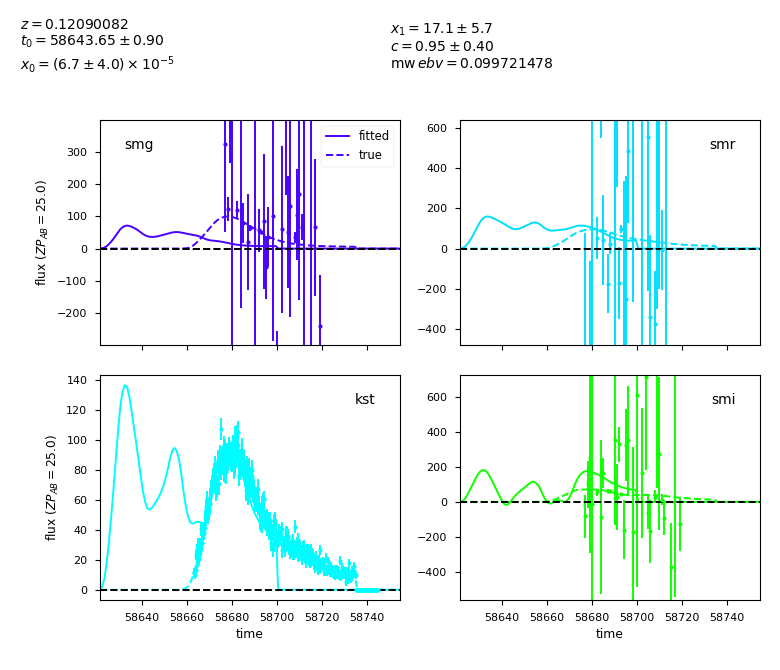 z = 0.12090082
t₀ = 58643.65 ± 0.90
x₀ = (6.7 ± 4.0) × 10⁻⁵
x₁ = 17.1 ± 5.7
c = 0.95 ± 0.40
mw ebv = 0.099721478
smg
fitted
true
300
200
100
0
−100
−200
flux (ZP_AB = 25.0)
smr
600
400
200
0
−200
−400
kst
140
120
100
80
60
40
20
0
flux (ZP_AB = 25.0)
58640 58660 58680 58700 58720 58740
time
smi
600
400
200
0
−200
−400
58640 58660 58680 58700 58720 58740
time